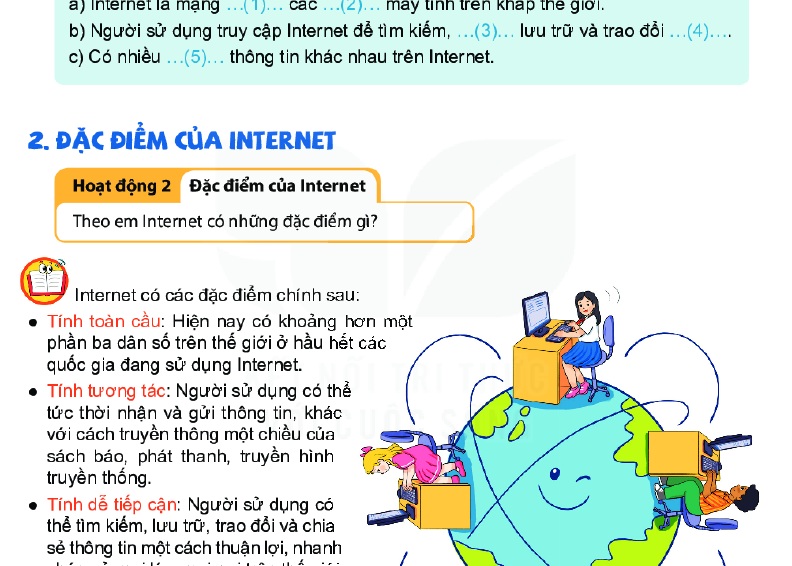 a) Internet là mạng …(1)… các …(2)… máy tính trên khắp thế giới.
b) Người sử dụng truy cập Internet để tìm kiếm, …(3)… lưu trữ và trao đổi …(4)….
c) Có nhiều …(5)… thông tin khác nhau trên Internet.
2. ĐẶC ĐIỂM CỦA INTERNET
Hoạt động 2 Đặc điểm của Internet
Theo em Internet có những đặc điểm gì?
Internet có các đặc điểm chính sau:
● Tính toàn cầu: Hiện nay có khoảng hơn một
phần ba dân số trên thế giới ở hầu hết các
quốc gia đang sử dụng Internet.
● Tính tương tác: Người sử dụng có thể
tức thời nhận và gửi thông tin, khác
với cách truyền thông một chiều của
sách báo, phát thanh, truyền hình
truyền thống.
● Tính dễ tiếp cận: Người sử dụng có
thể tìm kiếm, lưu trữ, trao đổi và chia
sẻ thông tin một cách thuận lợi, nhanh